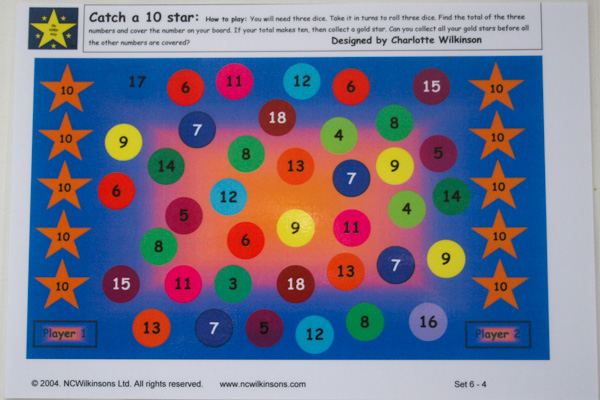 Catch a 10 star: How to play: You will need three dice. Take it in turns to roll three dice. Find the total of the three
numbers and cover the number on your board. If your total makes ten, then collect a gold star. Can you collect all your gold stars before all
the other numbers are covered? Designed by Charlotte Wilkinson
10 17 6 11 12 6 15 10
18
10 9 7 4 8 10
14 8 13 9 5
10 6 12 7 14 10
5 4
10 8 6 9 11 10
7 9
10 15 11 3 18 13 10
Player 1 13 7 5 12 8 16 Player 2
© 2004. NCWilkinsons Ltd. All rights reserved. www.ncwilkinsons.com Set 6 - 4